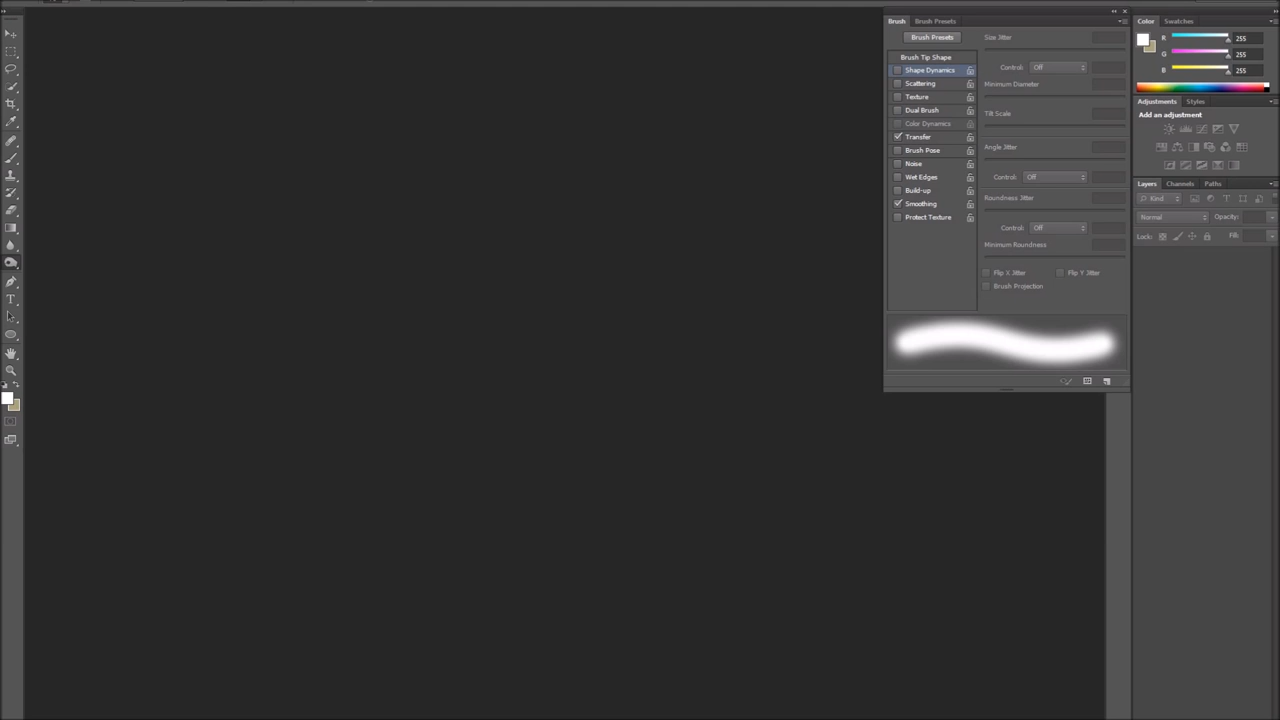 Brush Brush Presets
Brush Presets
Brush Tip Shape
Shape Dynamics
Scattering
Texture
Dual Brush
Color Dynamics
Transfer
Brush Pose
Noise
Wet Edges
Build-up
Smoothing
Protect Texture
Size Jitter
Control: Off
Minimum Diameter
Tilt Scale
Angle Jitter
Control: Off
Roundness Jitter
Control: Off
Minimum Roundness
Flip X Jitter Flip Y Jitter
Brush Projection
Color Swatches
R 255
G 255
B 255
Adjustments Styles
Add an adjustment
Layers Channels Paths
Kind
Normal Opacity:
Lock: Fill:
T